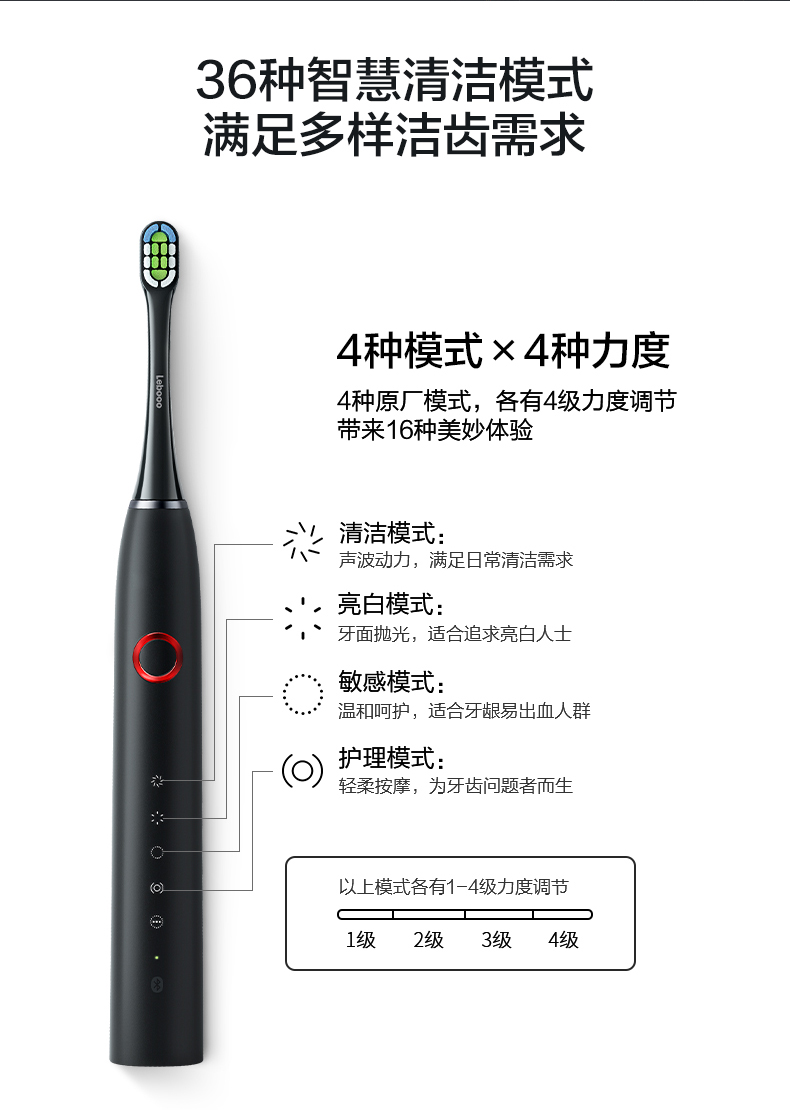 36种智慧清洁模式
满足多样洁齿需求
Lebooo
4种模式×4种力度
4种原厂模式，各有4级力度调节
带来16种美妙体验
清洁模式：
声波动力，满足日常清洁需求
亮白模式：
牙面抛光，适合追求亮白人士
敏感模式：
温和呵护，适合牙龈易出血人群
护理模式：
轻柔按摩，为牙齿问题者而生
以上模式各有1-4级力度调节
1级 2级 3级 4级